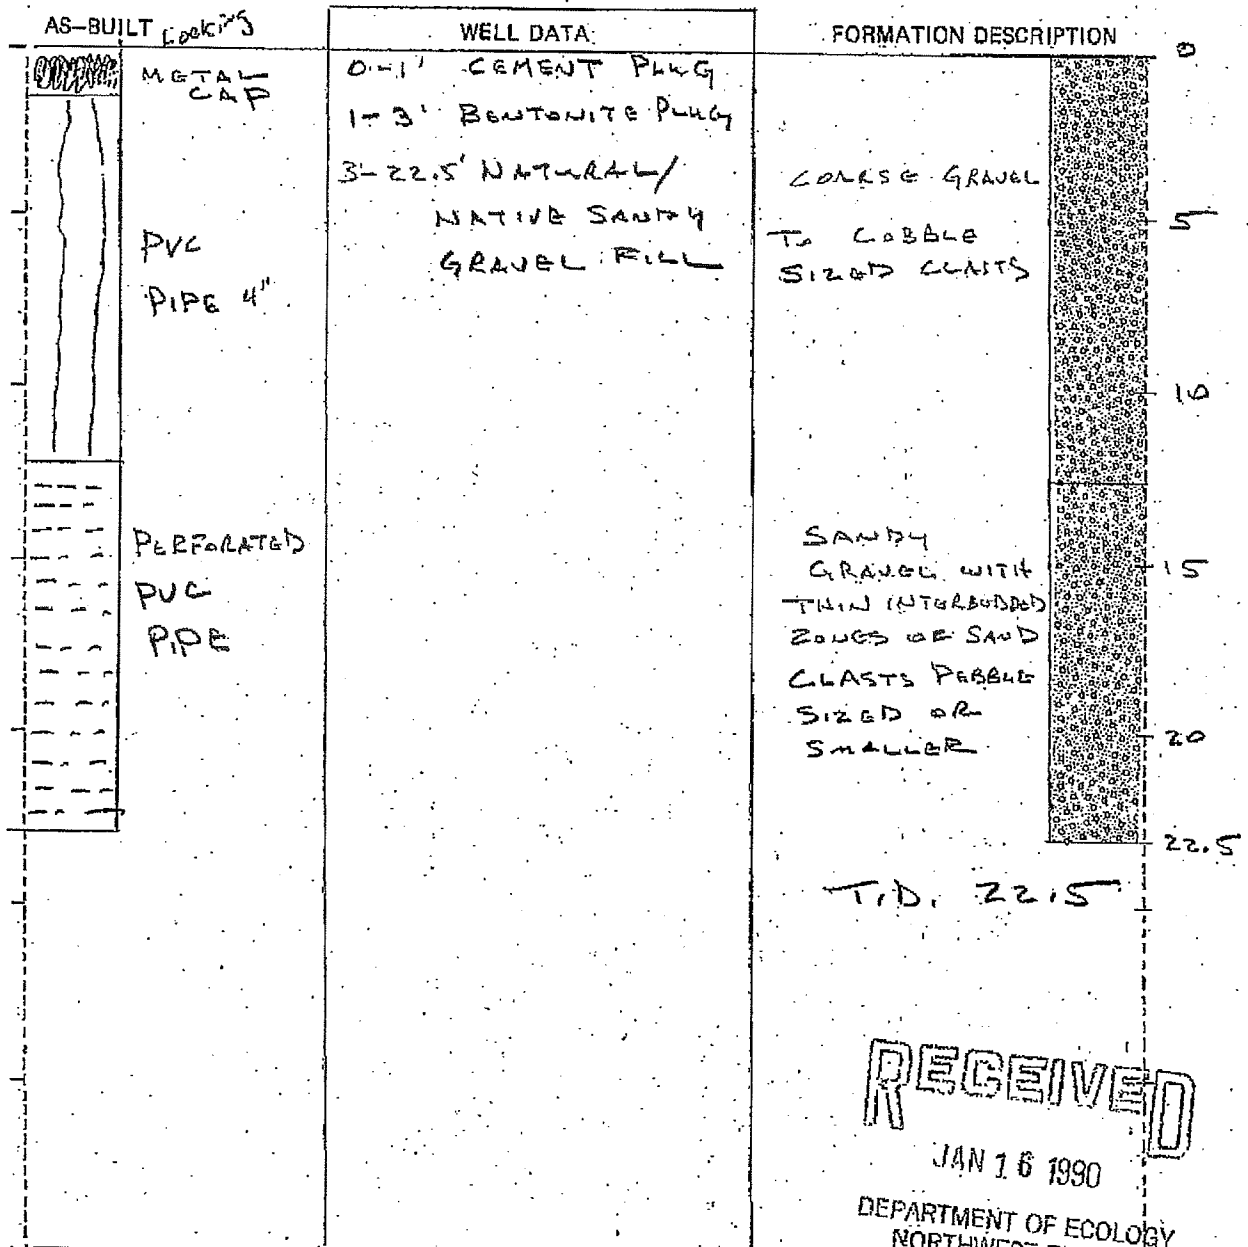 AS-BUILT Locking
METAL
CAP
PVC
PIPE 4"
PERFORATED
PVC
PIPE
WELL DATA:
0-1' CEMENT PLUG
1-3' BENTONITE PLUG
3-22.5' NATURAL/
NATIVE SANDY
GRAVEL FILL
FORMATION DESCRIPTION
COARSE GRAVEL
TO COBBLE
SIZED CLASTS
SANDY
GRAVEL WITH
THIN INTERBEDDED
ZONES OF SAND
CLASTS PEBBLE
SIZED OR
SMALLER
T.D. 22.5
0
5
10
15
20
22.5
RECEIVED
JAN 16 1990
DEPARTMENT OF ECOLOGY
NORTHWEST